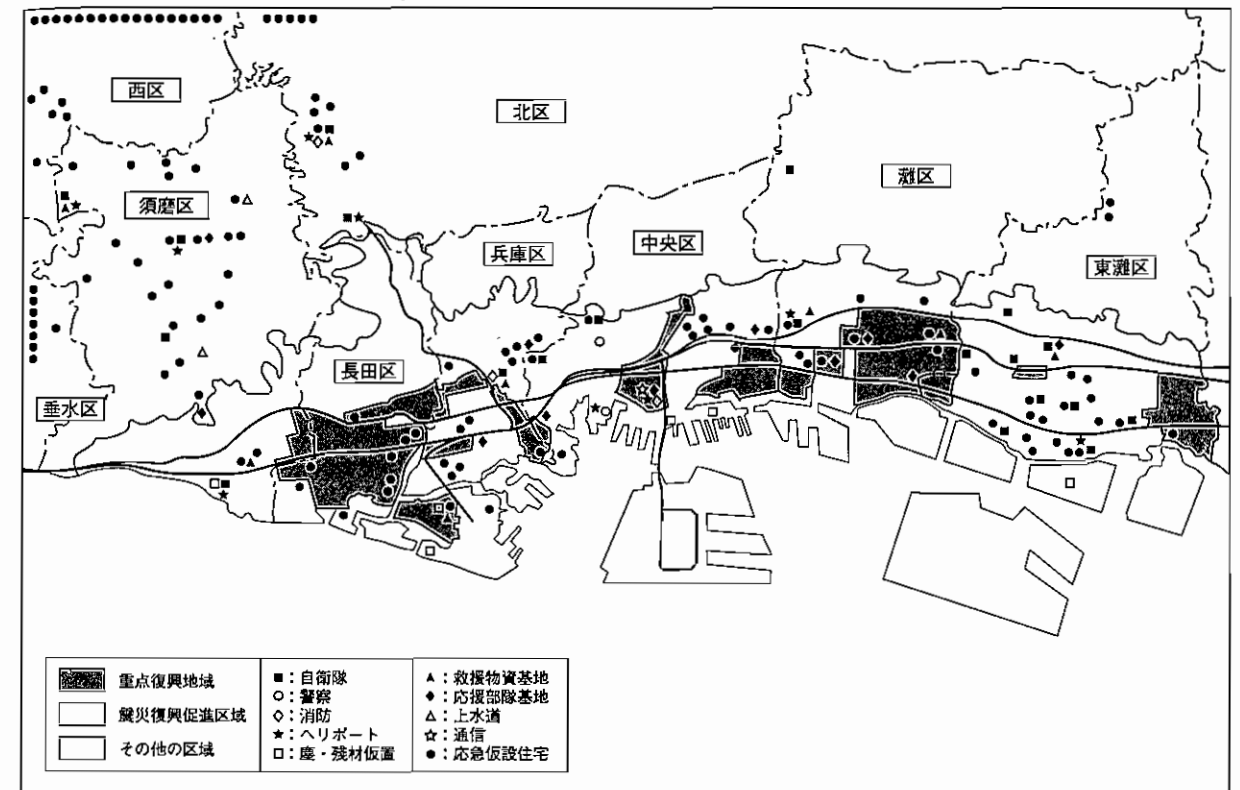 西区
北区
灘区
須磨区
中央区
兵庫区
東灘区
長田区
垂水区
重点復興地域
震災復興促進区域
その他の区域
■：自衛隊
○：警察
◇：消防
★：ヘリポート
□：塵・残材仮置
▲：救援物資基地
◆：応援部隊基地
△：上水道
☆：通信
●：応急仮設住宅